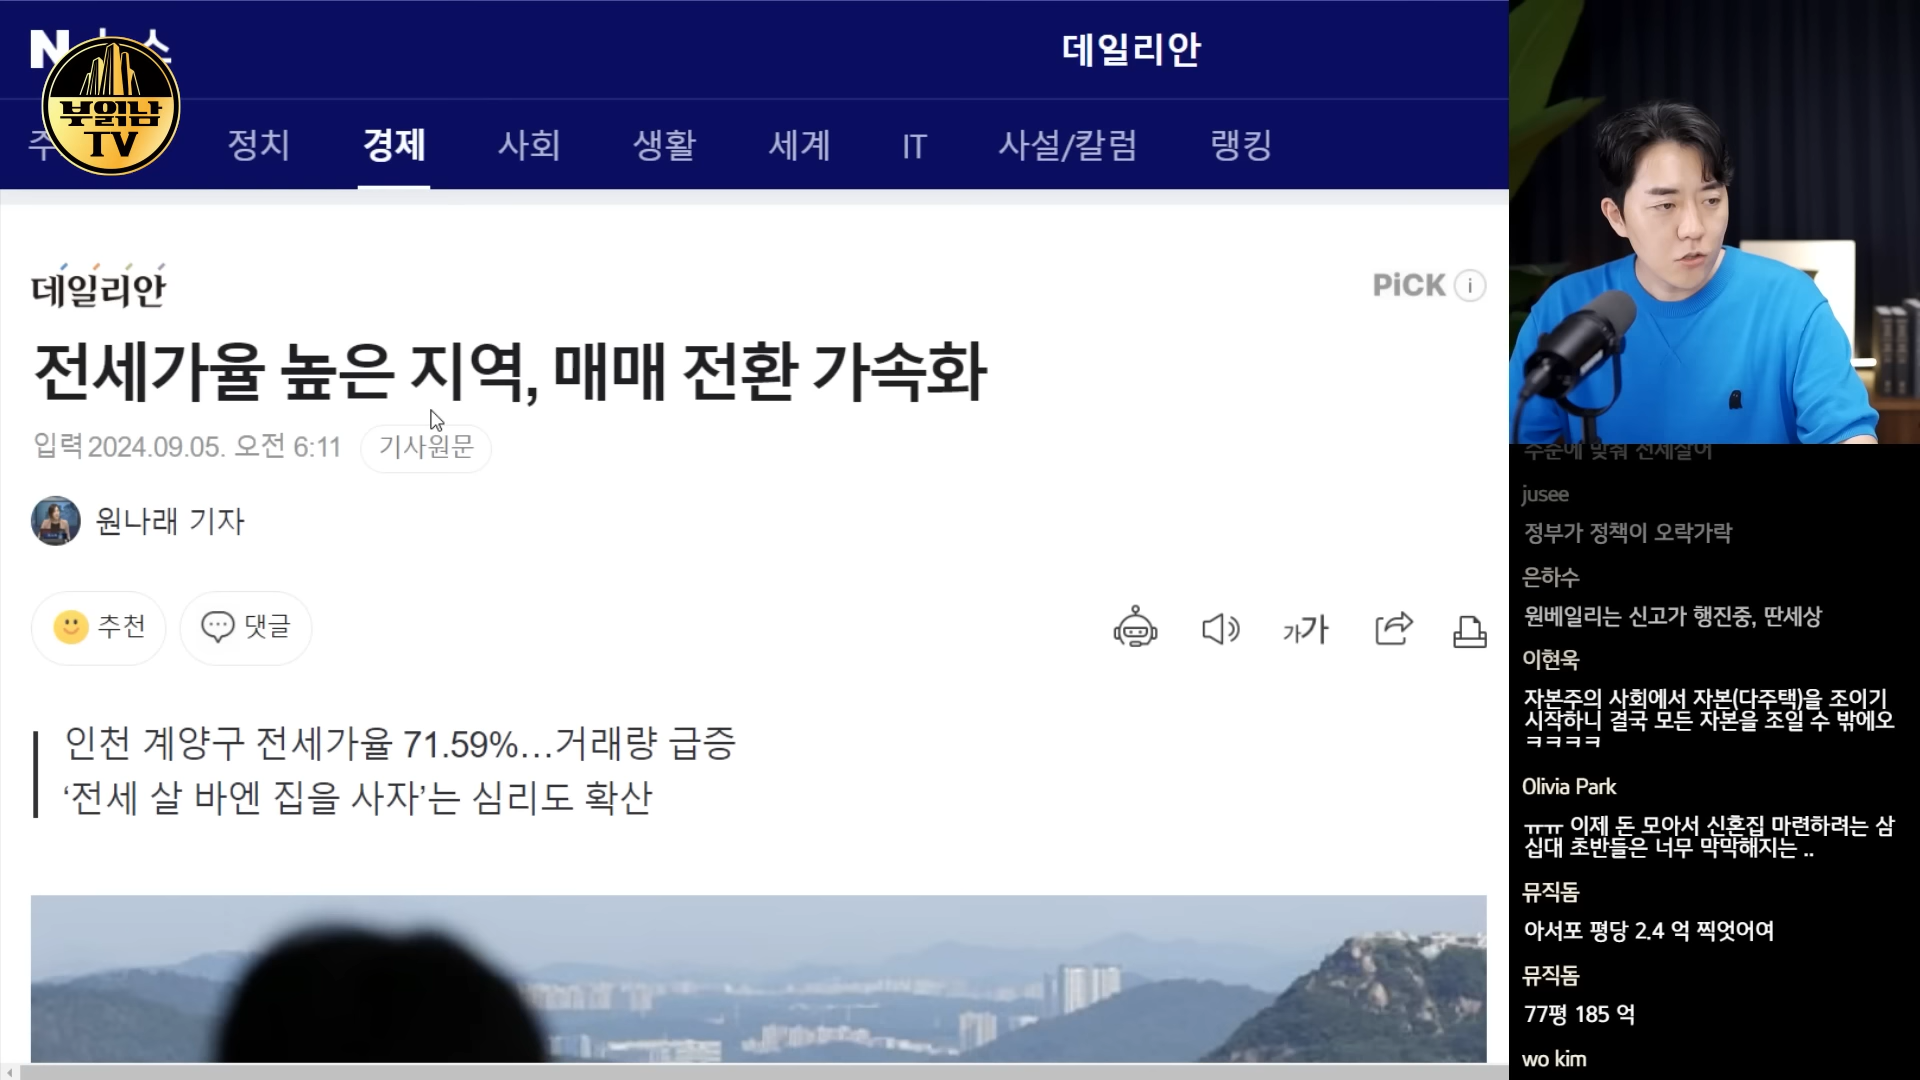 데일리안
부읽남
TV
정치 경제 사회 생활 세계 IT 사설/칼럼 랭킹
데일리안
PiCK i
전세가율 높은 지역, 매매 전환 가속화
입력 2024.09.05. 오전 6:11 기사원문
원나래 기자
추천 댓글
가가
인천 계양구 전세가율 71.59%...거래량 급증
‘전세 살 바엔 집을 사자’는 심리도 확산
수준에 맞춰 전세살어
jusee
정부가 정책이 오락가락
은하수
원베일리는 신고가 행진중, 딴세상
이현욱
자본주의 사회에서 자본(다주택)을 조이기
시작하니 결국 모든 자본을 조일 수 밖에오
ㅋㅋㅋㅋ
Olivia Park
ㅠㅠ 이제 돈 모아서 신혼집 마련하려는 삼
십대 초반들은 너무 막막해지는 ..
뮤직돔
아서포 평당 2.4 억 찍엇어여
뮤직돔
77평 185 억
wo kim